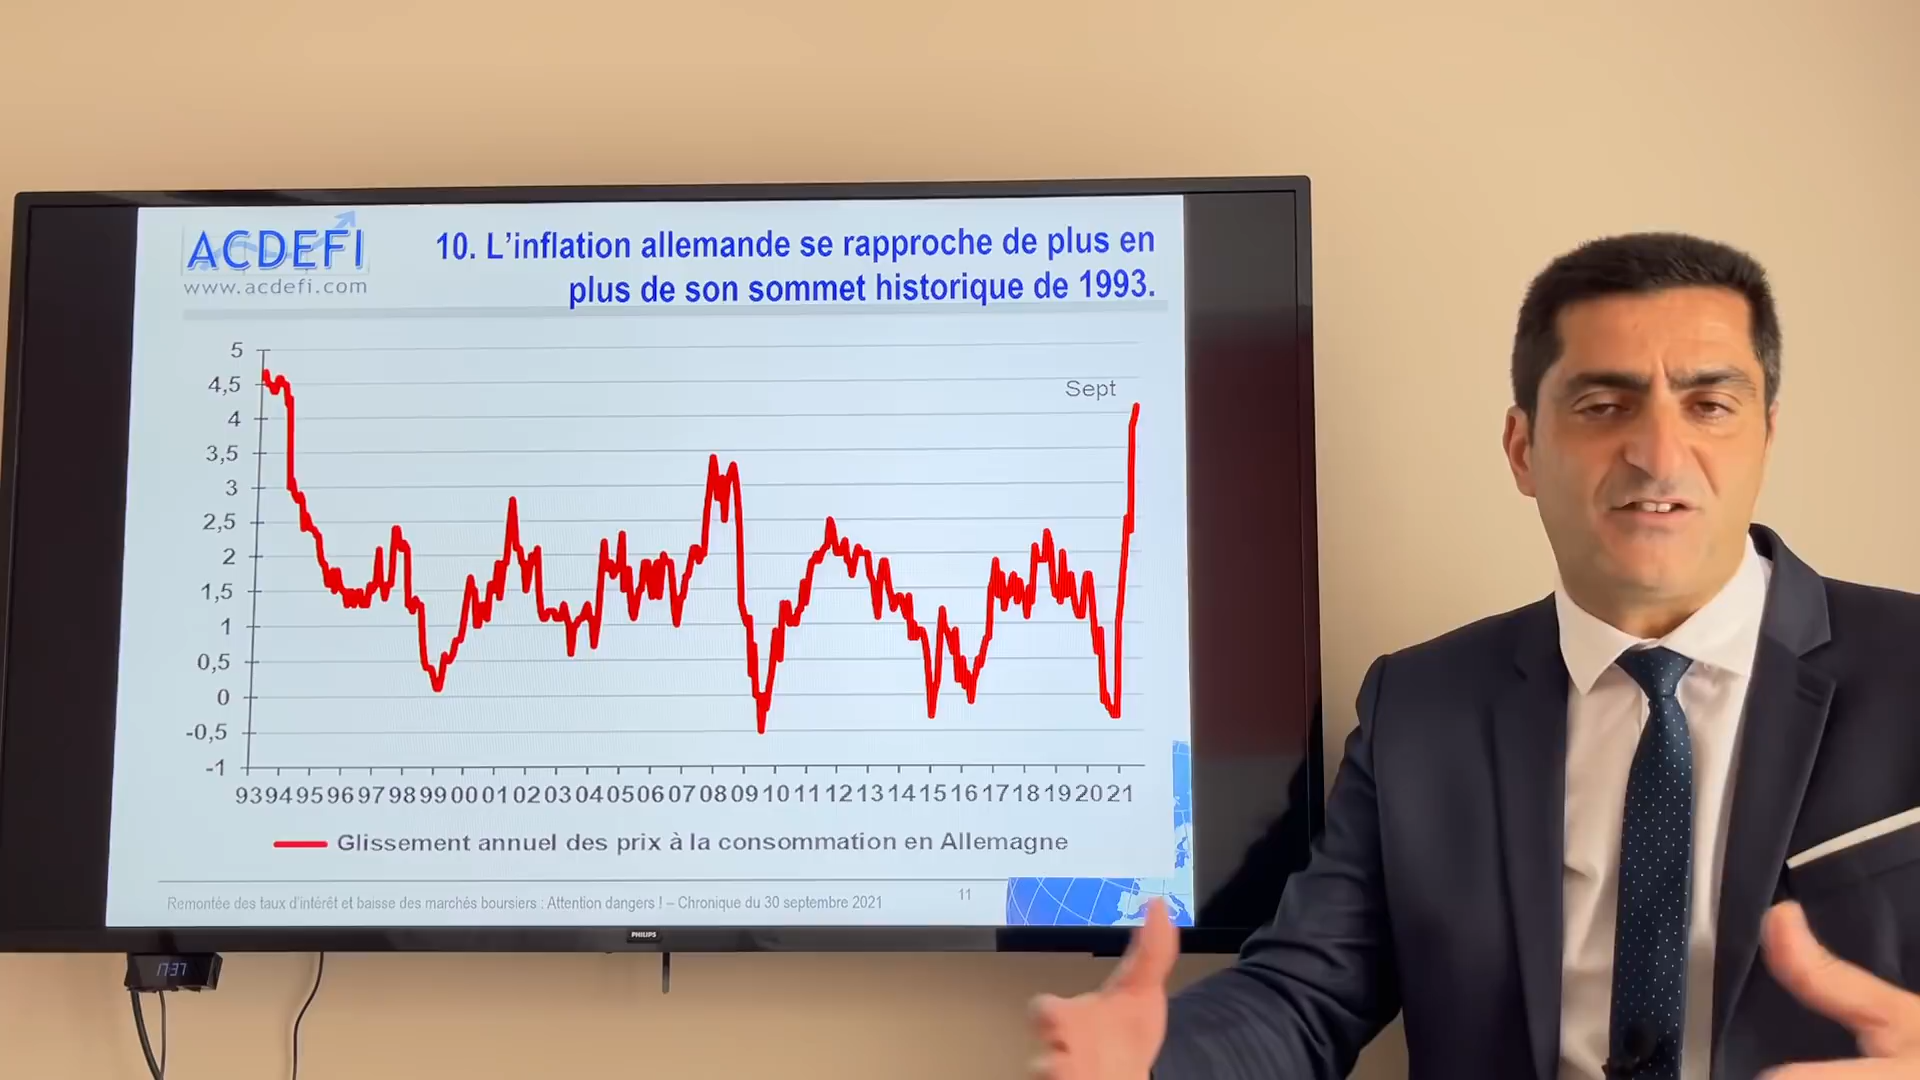 ACDEFI
www.acdefi.com
10. L'inflation allemande se rapproche de plus en
plus de son sommet historique de 1993.
5
4,5
4
3,5
3
2,5
2
1,5
1
0,5
0
-0,5
-1
Sept
93 94 95 96 97 98 99 00 01 02 03 04 05 06 07 08 09 10 11 12 13 14 15 16 17 18 19 20 21
Glissement annuel des prix à la consommation en Allemagne
Remontée des taux d'intérêt et baisse des marchés boursiers : Attention dangers ! – Chronique du 30 septembre 2021
11
PHILIPS
17:37